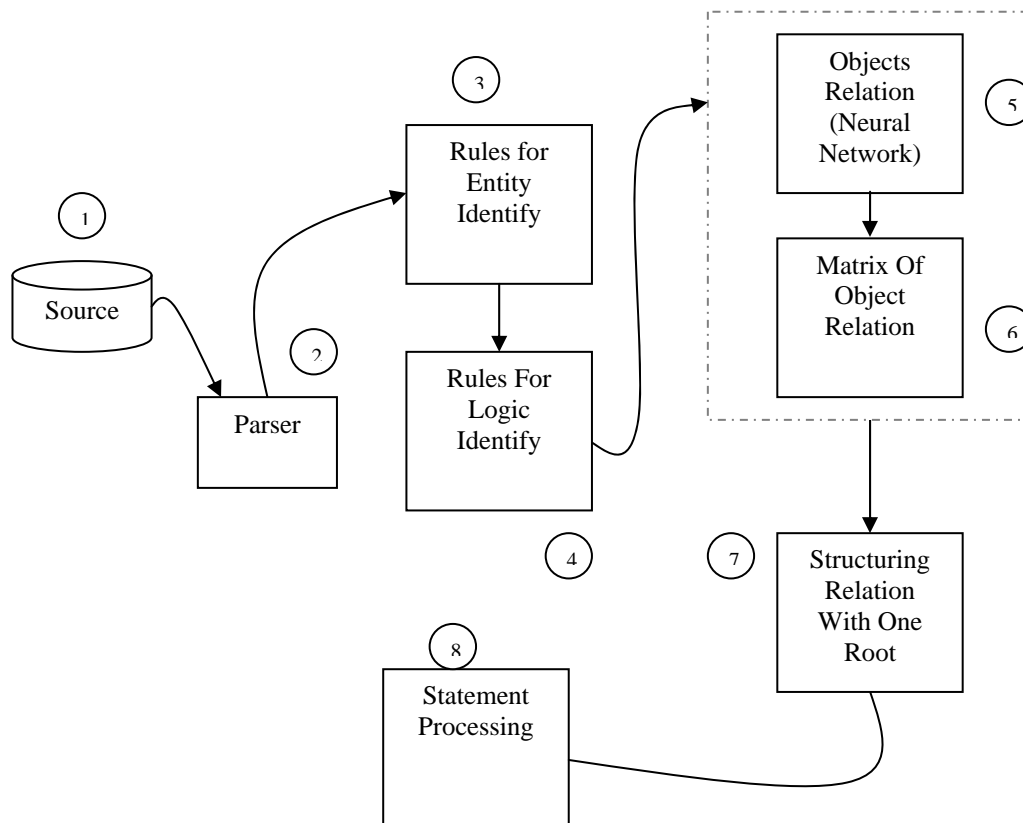 1
Source
2
Parser
3
Rules for
Entity
Identify
Rules For
Logic
Identify
4
Objects
Relation
(Neural
Network)
5
Matrix Of
Object
Relation
6
7
Structuring
Relation
With One
Root
8
Statement
Processing